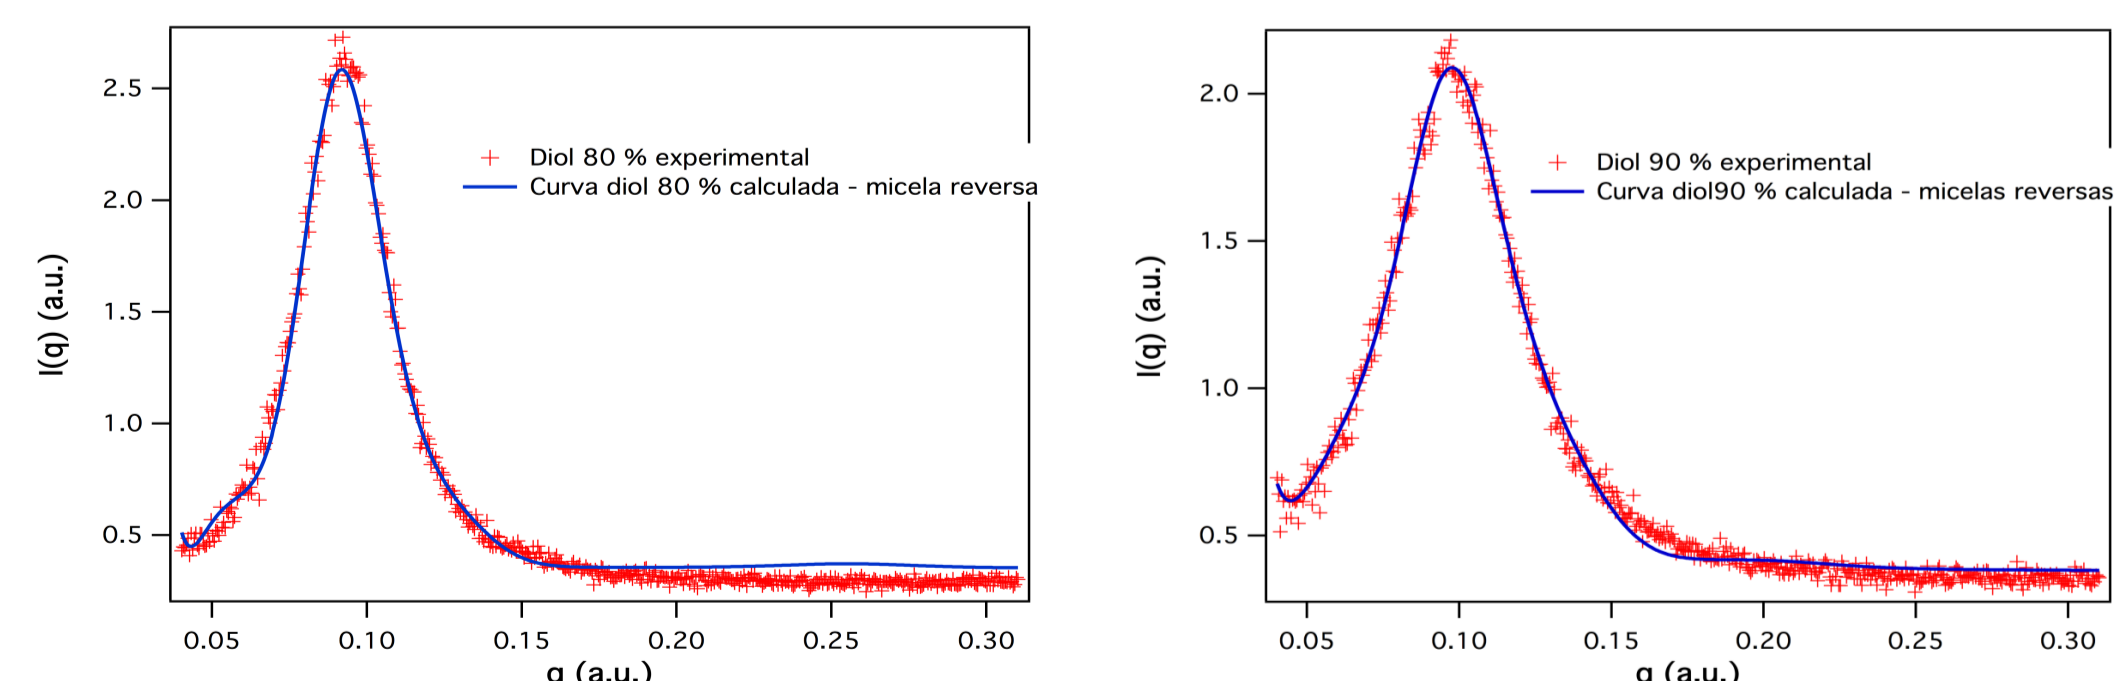 2.5
2.0
1.5
1.0
0.5
I(q) (a.u.)
Diol 80 % experimental
Curva diol 80 % calculada - micela reversa
0.05 0.10 0.15 0.20 0.25 0.30
q (a.u.)
2.0
1.5
1.0
0.5
I(q) (a.u.)
Diol 90 % experimental
Curva diol90 % calculada - micelas reversas
0.05 0.10 0.15 0.20 0.25 0.30
q (a.u.)